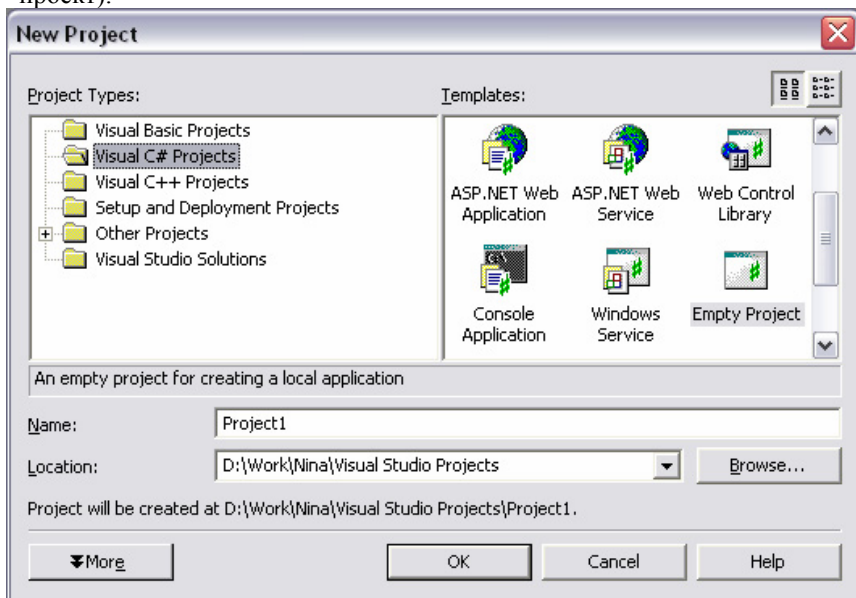 проект).
New Project
Project Types:
Templates:
Visual Basic Projects
Visual C# Projects
Visual C++ Projects
Setup and Deployment Projects
Other Projects
Visual Studio Solutions
ASP.NET Web Application
ASP.NET Web Service
Web Control Library
Console Application
Windows Service
Empty Project
An empty project for creating a local application
Name:
Project1
Location:
D:\Work\Nina\Visual Studio Projects
Browse...
Project will be created at D:\Work\Nina\Visual Studio Projects\Project1.
More
OK
Cancel
Help